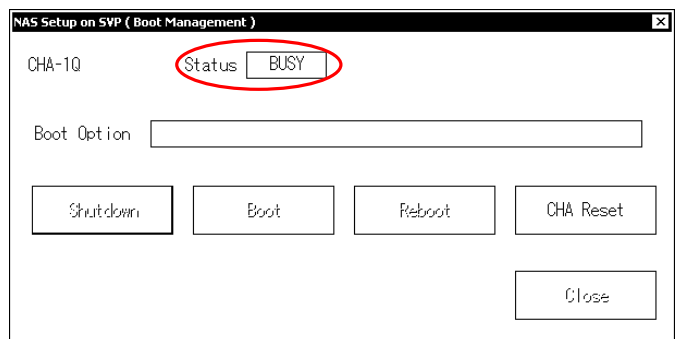 NAS Setup on SVP ( Boot Management )
CHA-1Q Status BUSY
Boot Option
Shutdown Boot Reboot CHA Reset
Close